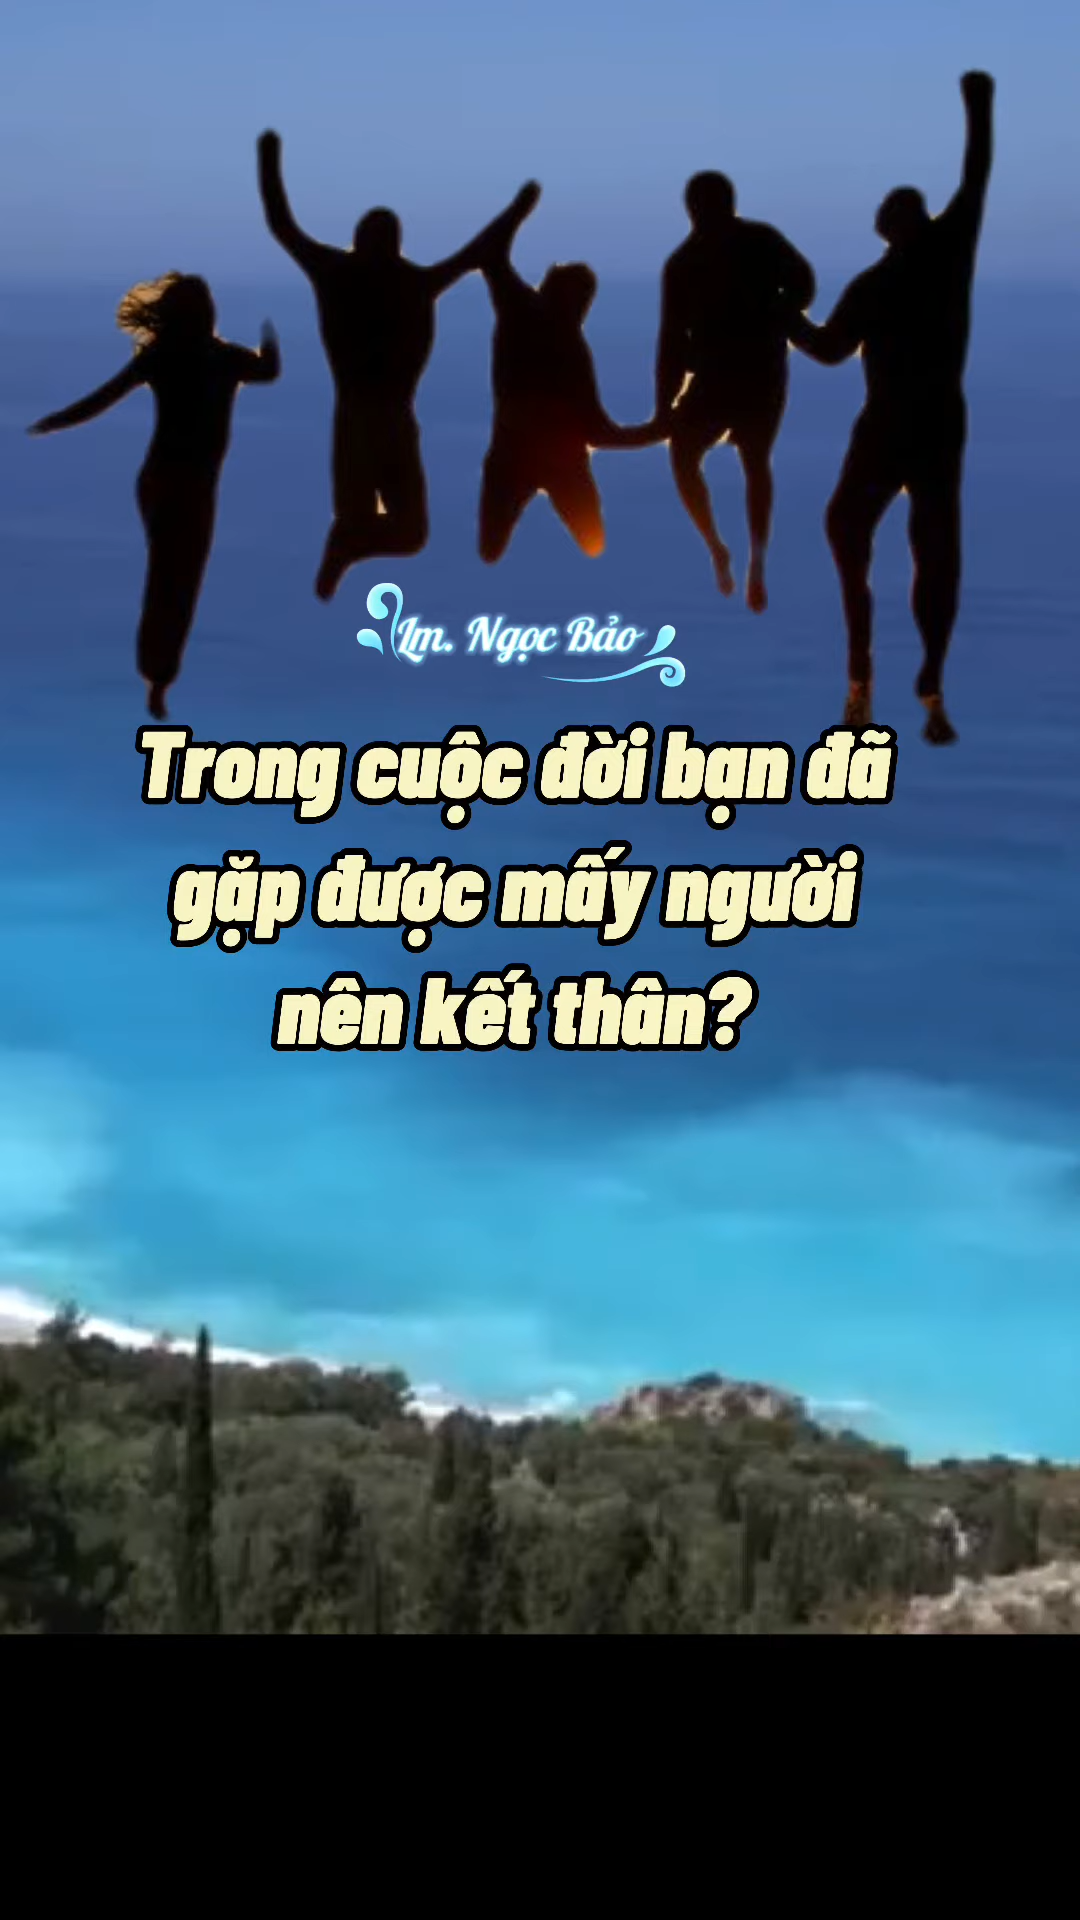 Lm. Ngọc Bảo
Trong cuộc đời bạn đã
gặp được mấy người
nên kết thân?